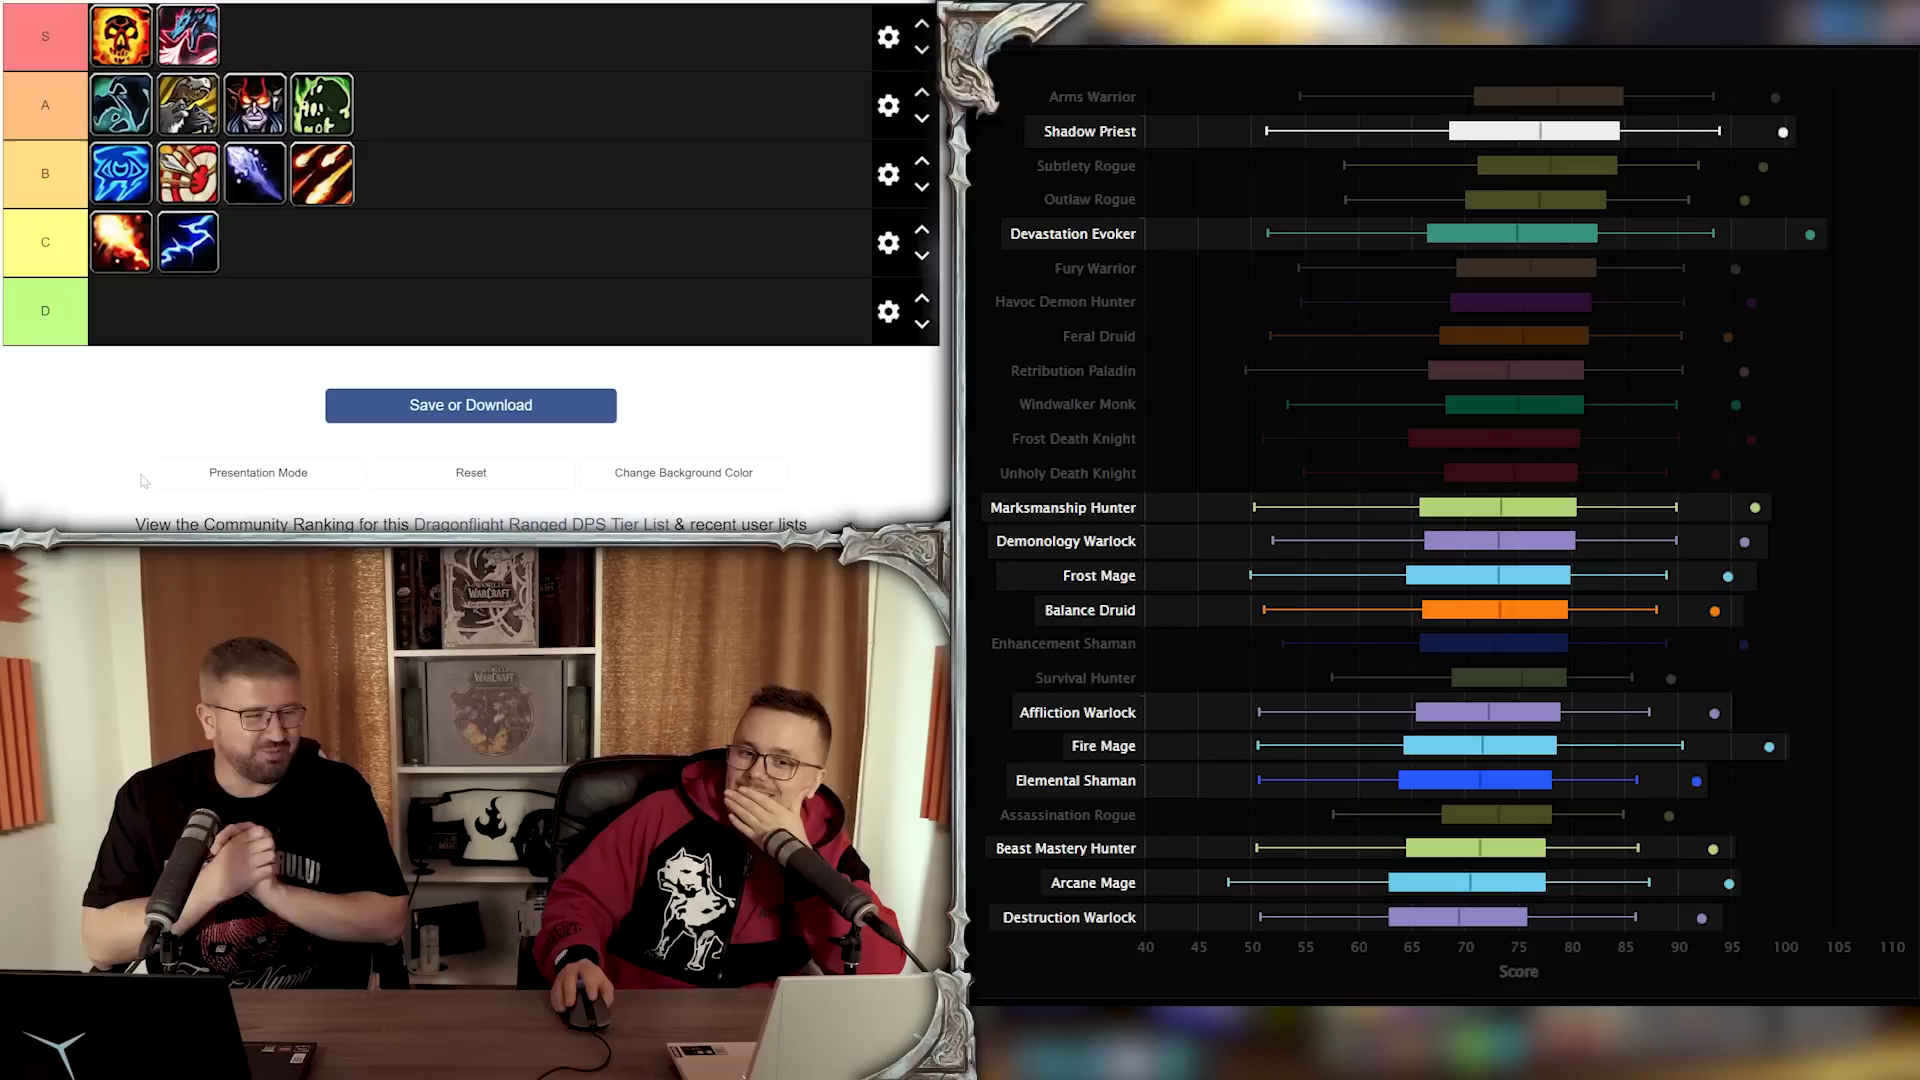 S
A
B
C
D
Save or Download
Presentation Mode
Reset
Change Background Color
View the Community Ranking for this Dragonflight Ranged DPS Tier List & recent user lists
Arms Warrior
Shadow Priest
Subtlety Rogue
Outlaw Rogue
Devastation Evoker
Fury Warrior
Havoc Demon Hunter
Feral Druid
Retribution Paladin
Windwalker Monk
Frost Death Knight
Unholy Death Knight
Marksmanship Hunter
Demonology Warlock
Frost Mage
Balance Druid
Enhancement Shaman
Survival Hunter
Affliction Warlock
Fire Mage
Elemental Shaman
Assassination Rogue
Beast Mastery Hunter
Arcane Mage
Destruction Warlock
40 45 50 55 60 65 70 75 80 85 90 95 100 105 110
Score
WORLD
WARCRAFT
WORLD
WARCRAFT